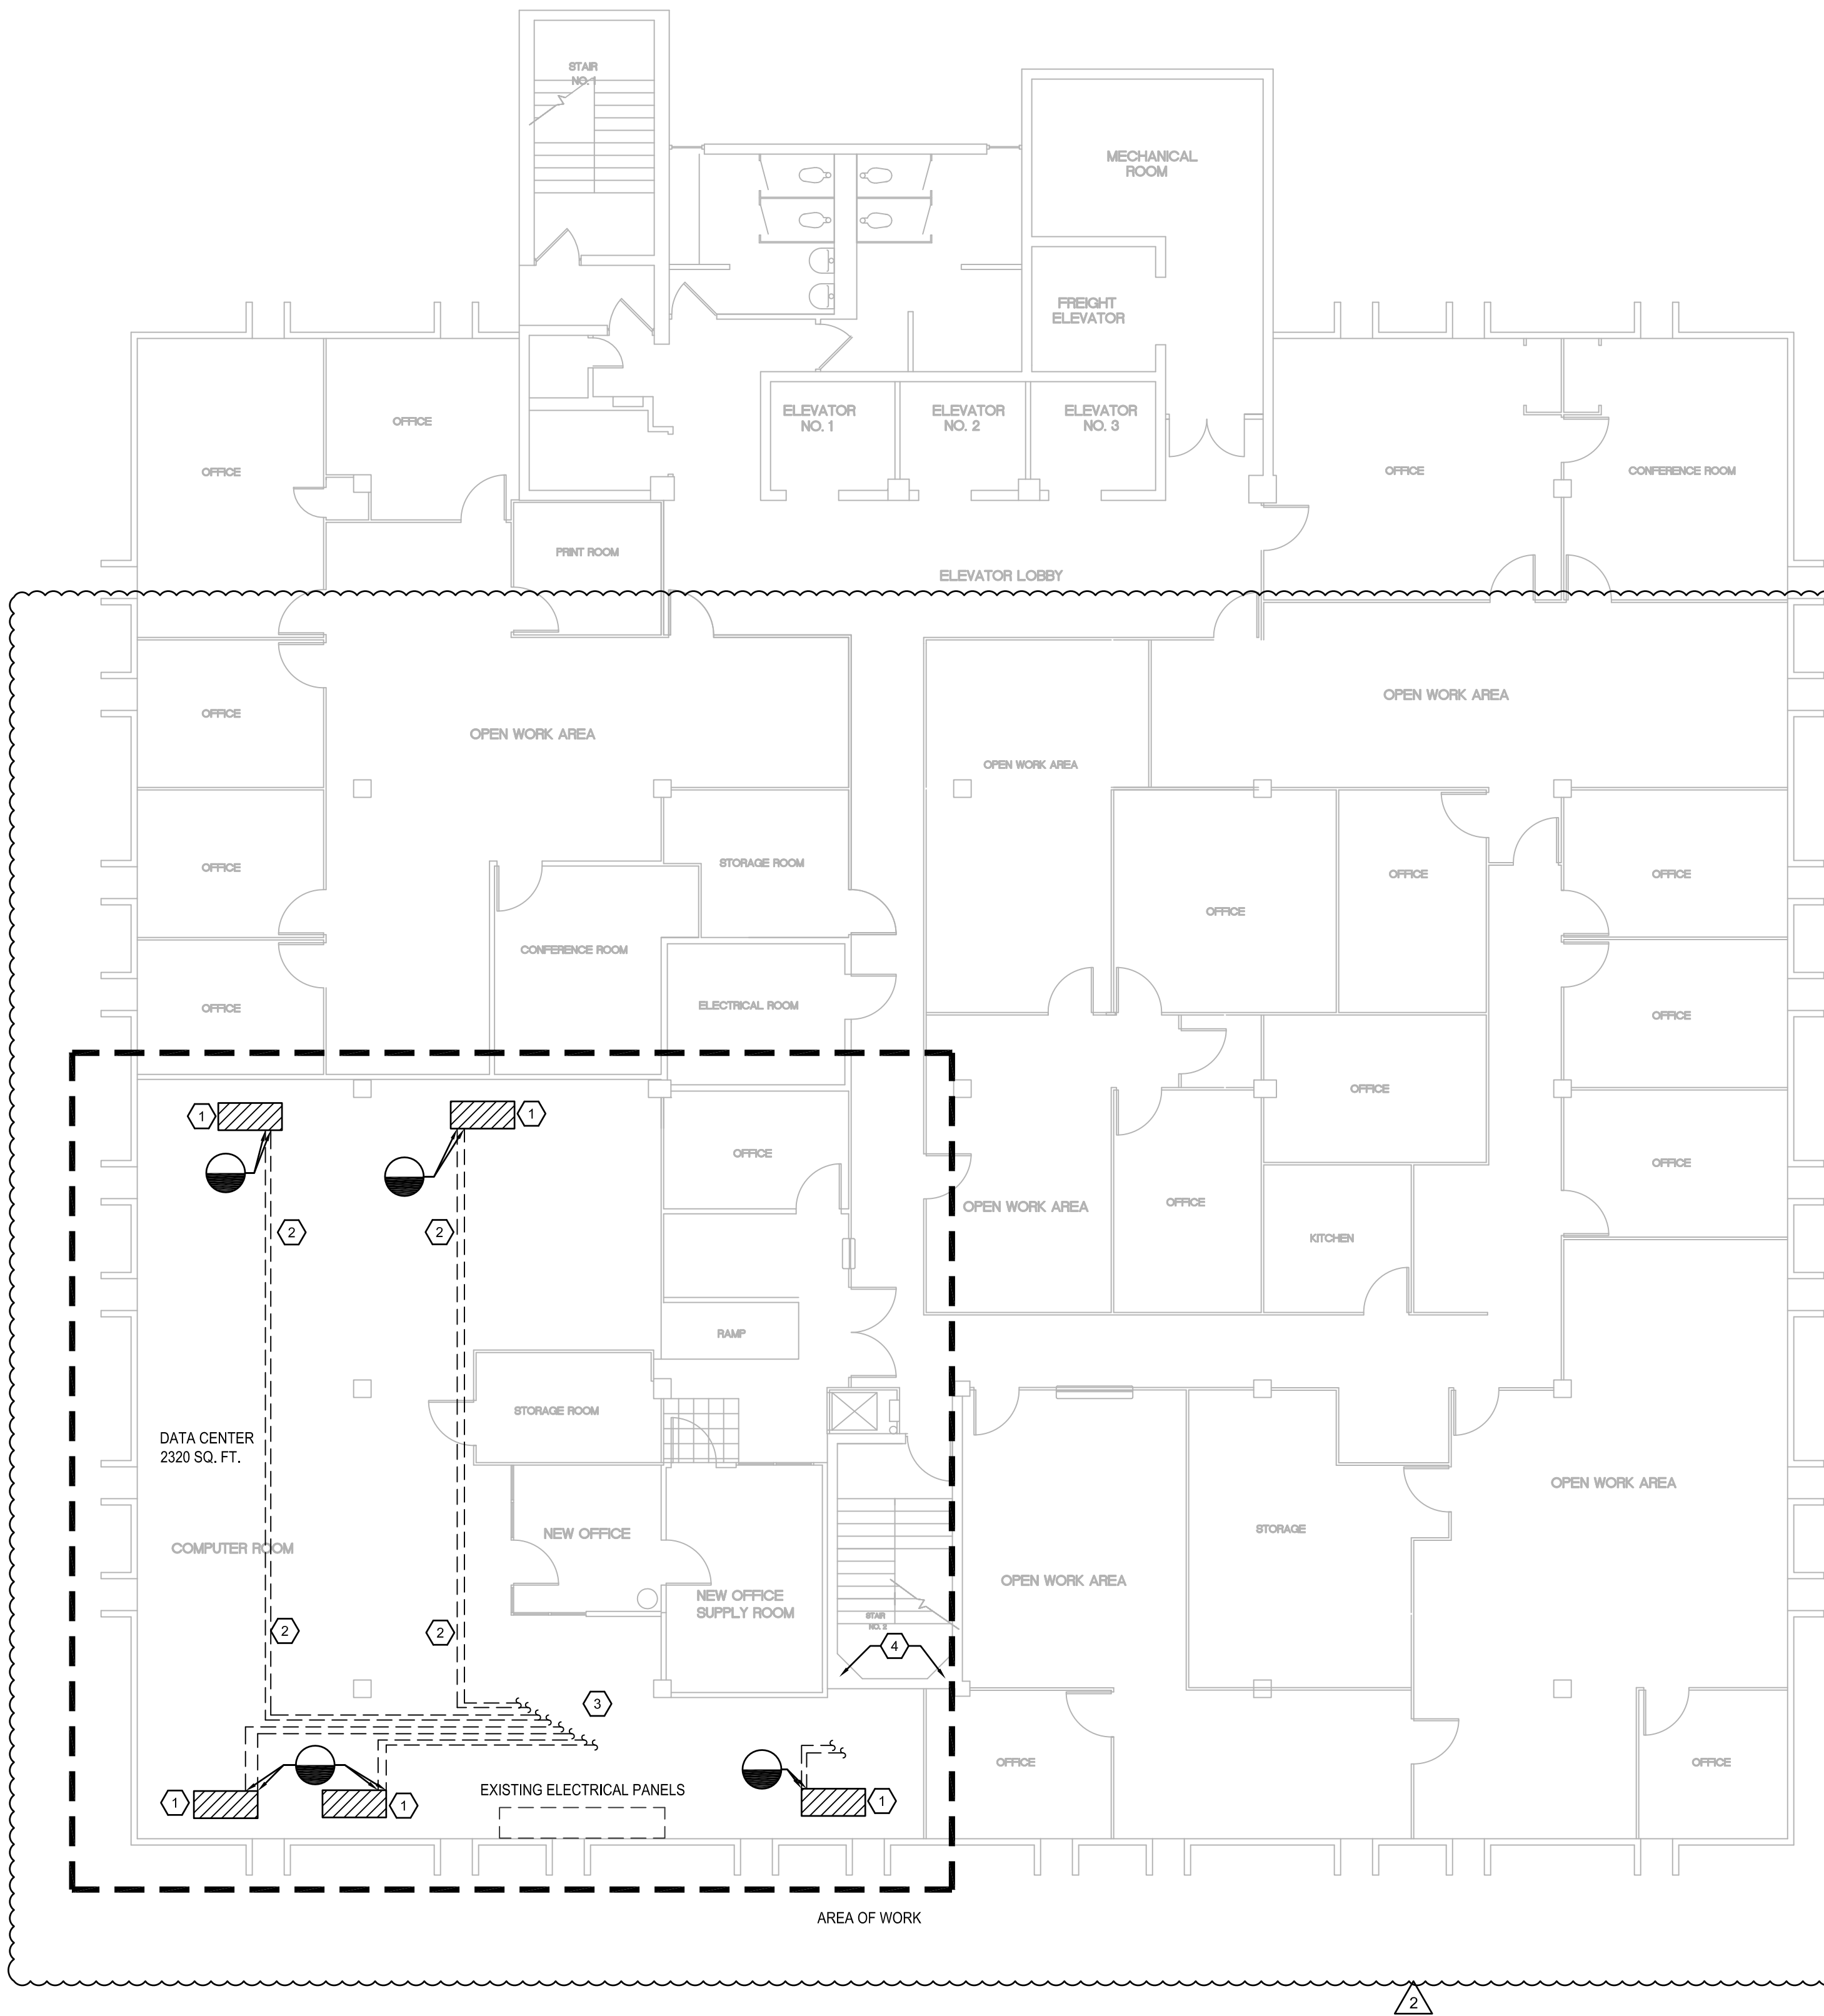 STAIR
NO. 1
MECHANICAL
ROOM
FREIGHT
ELEVATOR
ELEVATOR
NO. 1
ELEVATOR
NO. 2
ELEVATOR
NO. 3
OFFICE
OFFICE
OFFICE
CONFERENCE ROOM
PRINT ROOM
ELEVATOR LOBBY
OFFICE
OPEN WORK AREA
OPEN WORK AREA
OPEN WORK AREA
OFFICE
STORAGE ROOM
OFFICE
OFFICE
OFFICE
CONFERENCE ROOM
OFFICE
ELECTRICAL ROOM
OFFICE
OFFICE
1
1
OFFICE
OFFICE
OPEN WORK AREA
OFFICE
2
2
KITCHEN
RAMP
STORAGE ROOM
DATA CENTER
2320 SQ. FT.
OPEN WORK AREA
COMPUTER ROOM
NEW OFFICE
STORAGE
OPEN WORK AREA
NEW OFFICE
SUPPLY ROOM
STAIR
NO. 2
2
2
4
3
OFFICE
OFFICE
EXISTING ELECTRICAL PANELS
1
1
1
AREA OF WORK
2